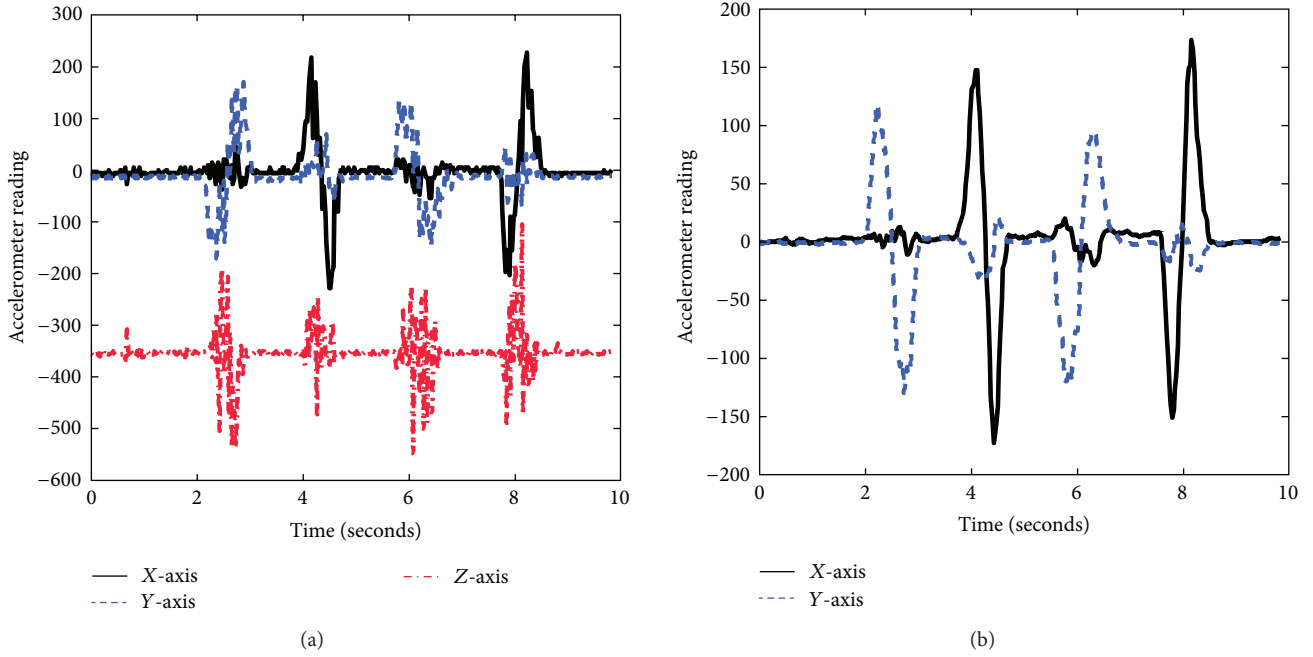 300
200
100
0
−100
−200
−300
−400
−500
−600
Accelerometer reading
0 2 4 6 8 10
Time (seconds)
X-axis
Y-axis
Z-axis
(a)
200
150
100
50
0
−50
−100
−150
−200
Accelerometer reading
0 2 4 6 8 10
Time (seconds)
X-axis
Y-axis
(b)